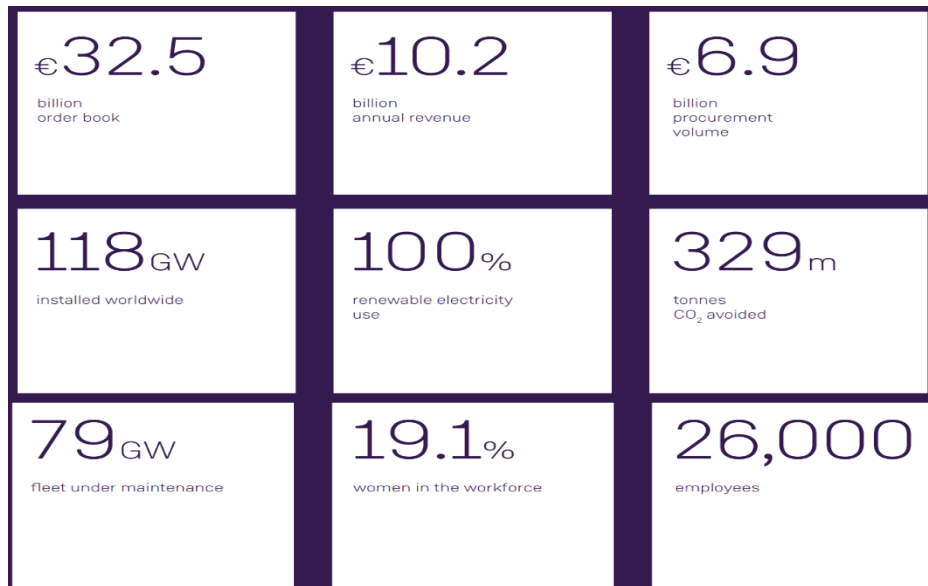 €32.5
billion
order book
€10.2
billion
annual revenue
€6.9
billion
procurement
volume
118GW
installed worldwide
100%
renewable electricity
use
329m
tonnes
CO₂ avoided
79GW
fleet under maintenance
19.1%
women in the workforce
26,000
employees